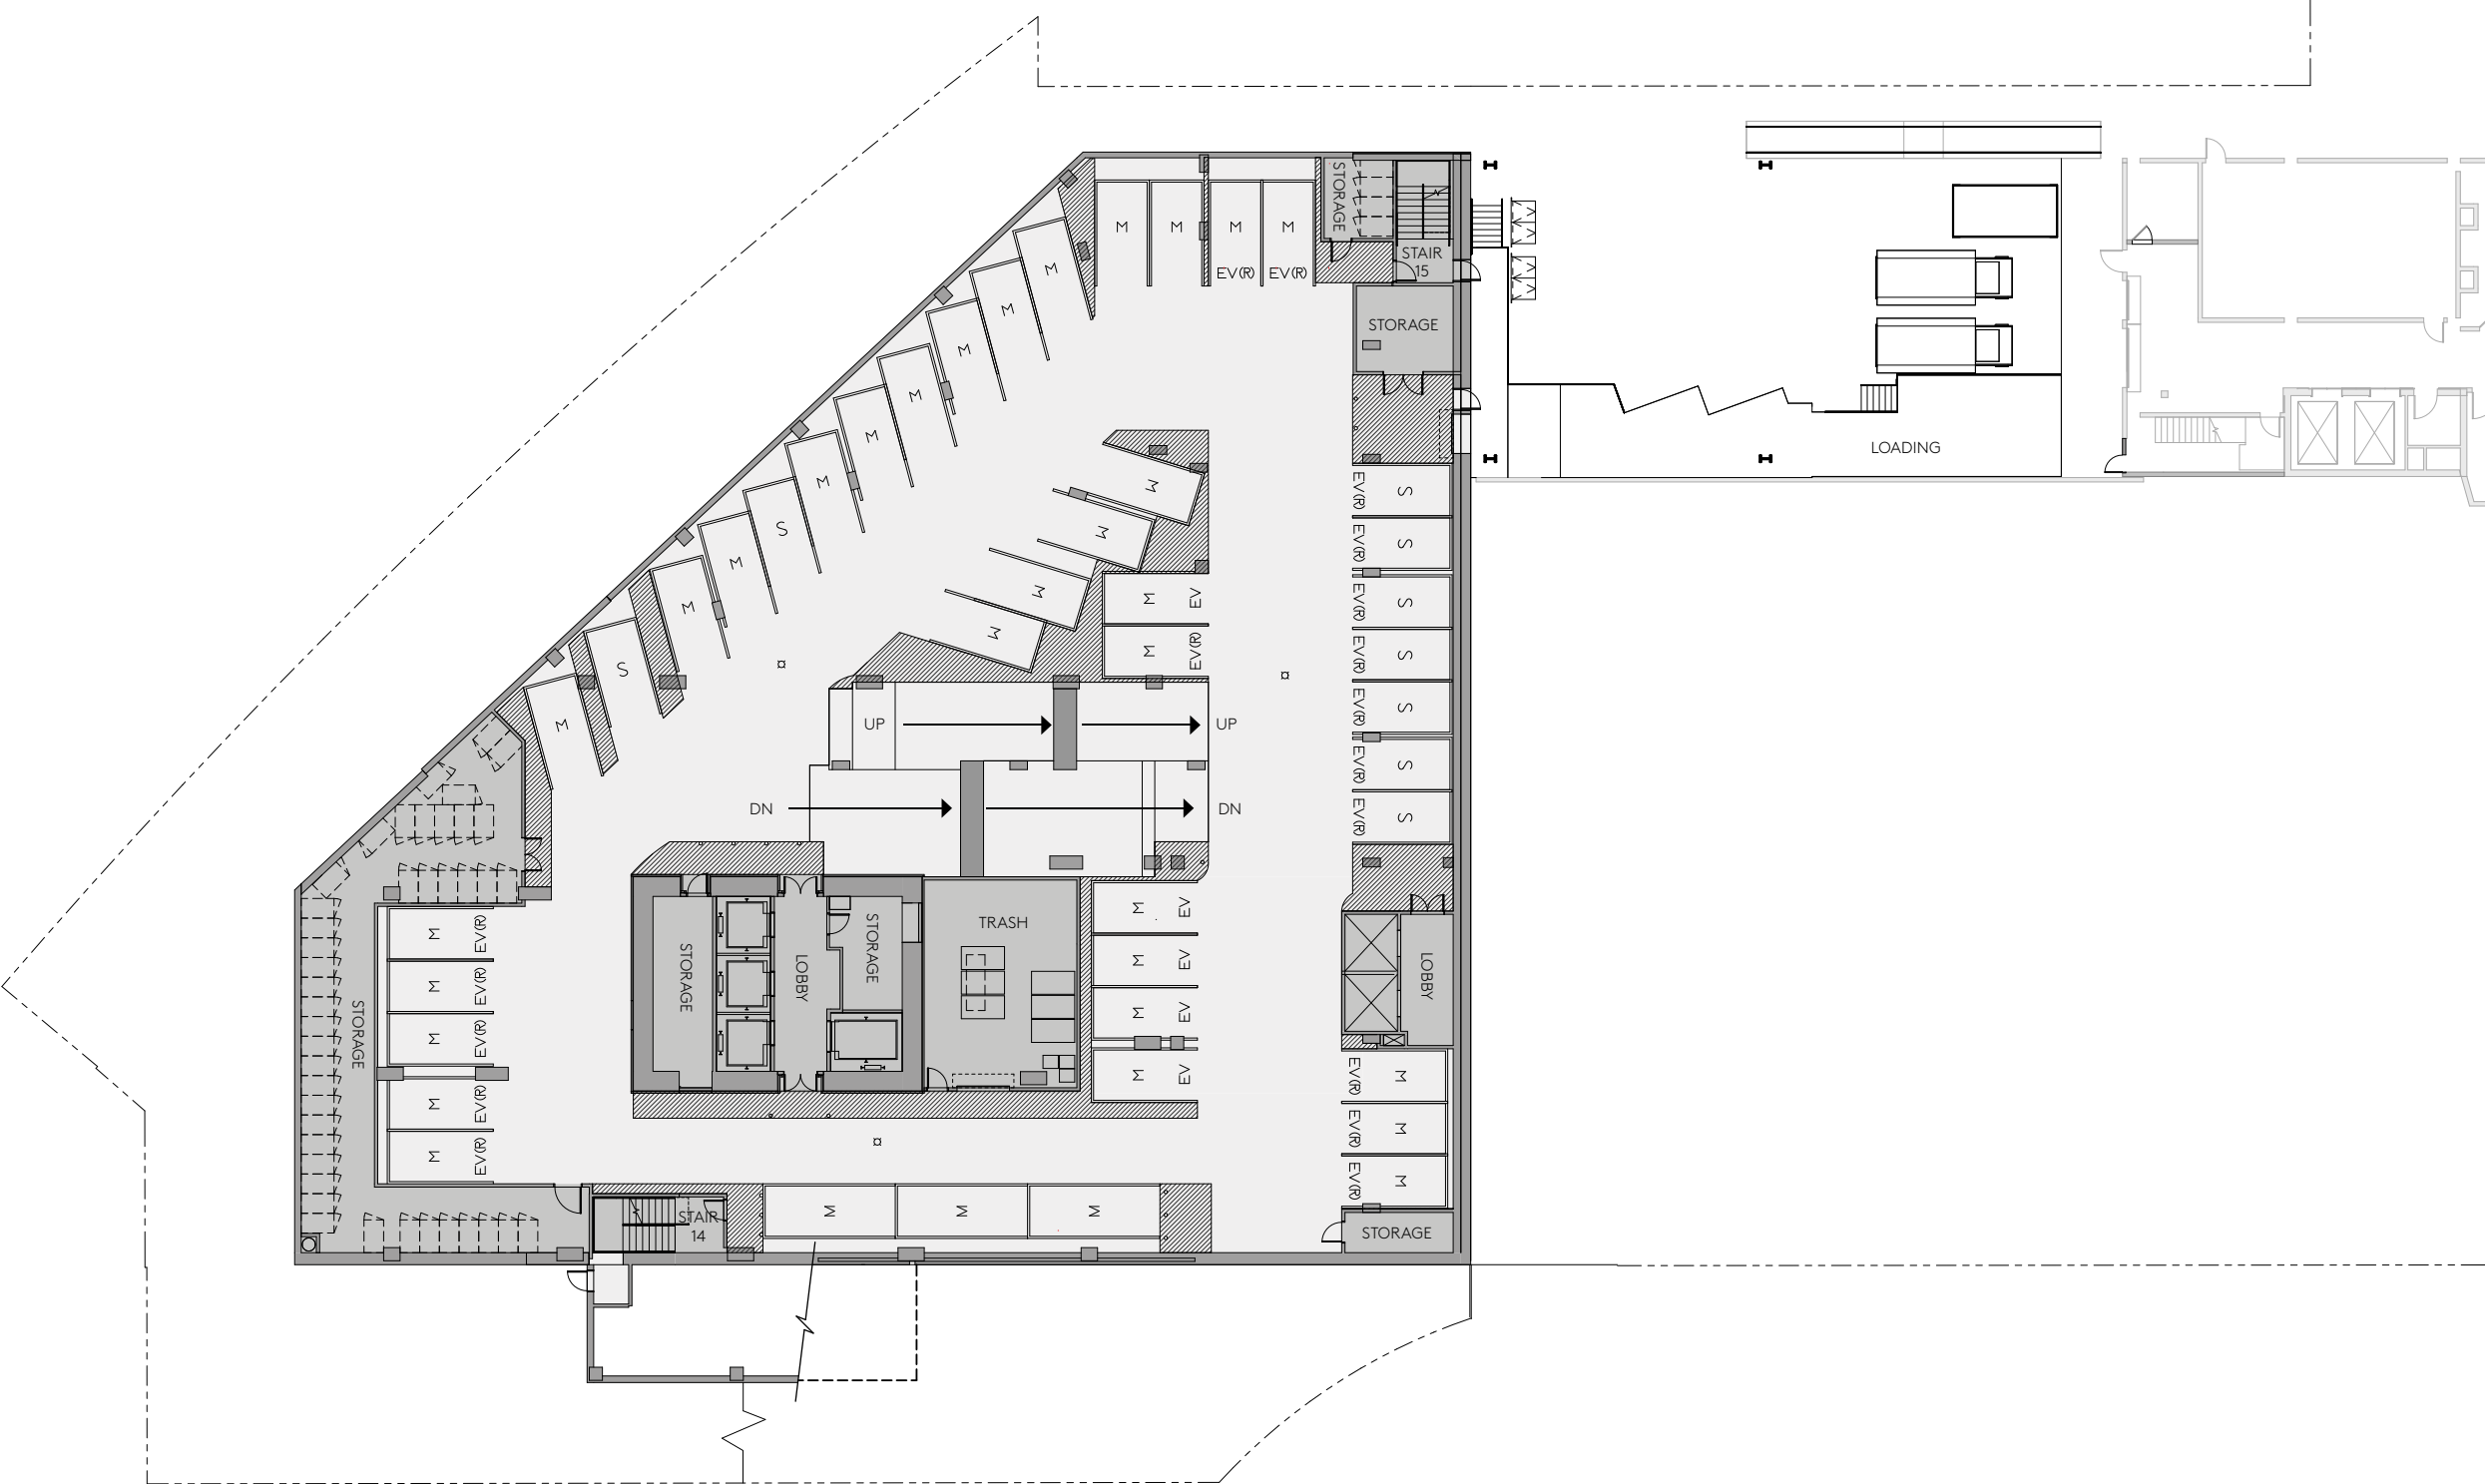 STORAGE
M
M
M
M
EV(R)
EV(R)
STAIR
15
M
M
M
M
M
M
S
M
M
S
M
STORAGE
LOADING
M
M
M
M
M EV
M EV(R)
EV(R) S
EV(R) S
EV(R) S
EV(R) S
EV(R) S
EV(R) S
EV(R) S
UP
UP
DN
DN
STORAGE
M EV(R)
M EV(R)
M EV(R)
M EV(R)
M EV(R)
STORAGE
LOBBY
STORAGE
TRASH
M EV
M EV
M EV
M EV
LOBBY
EV(R) M
EV(R) M
EV(R) M
STAIR
14
M
M
M
STORAGE